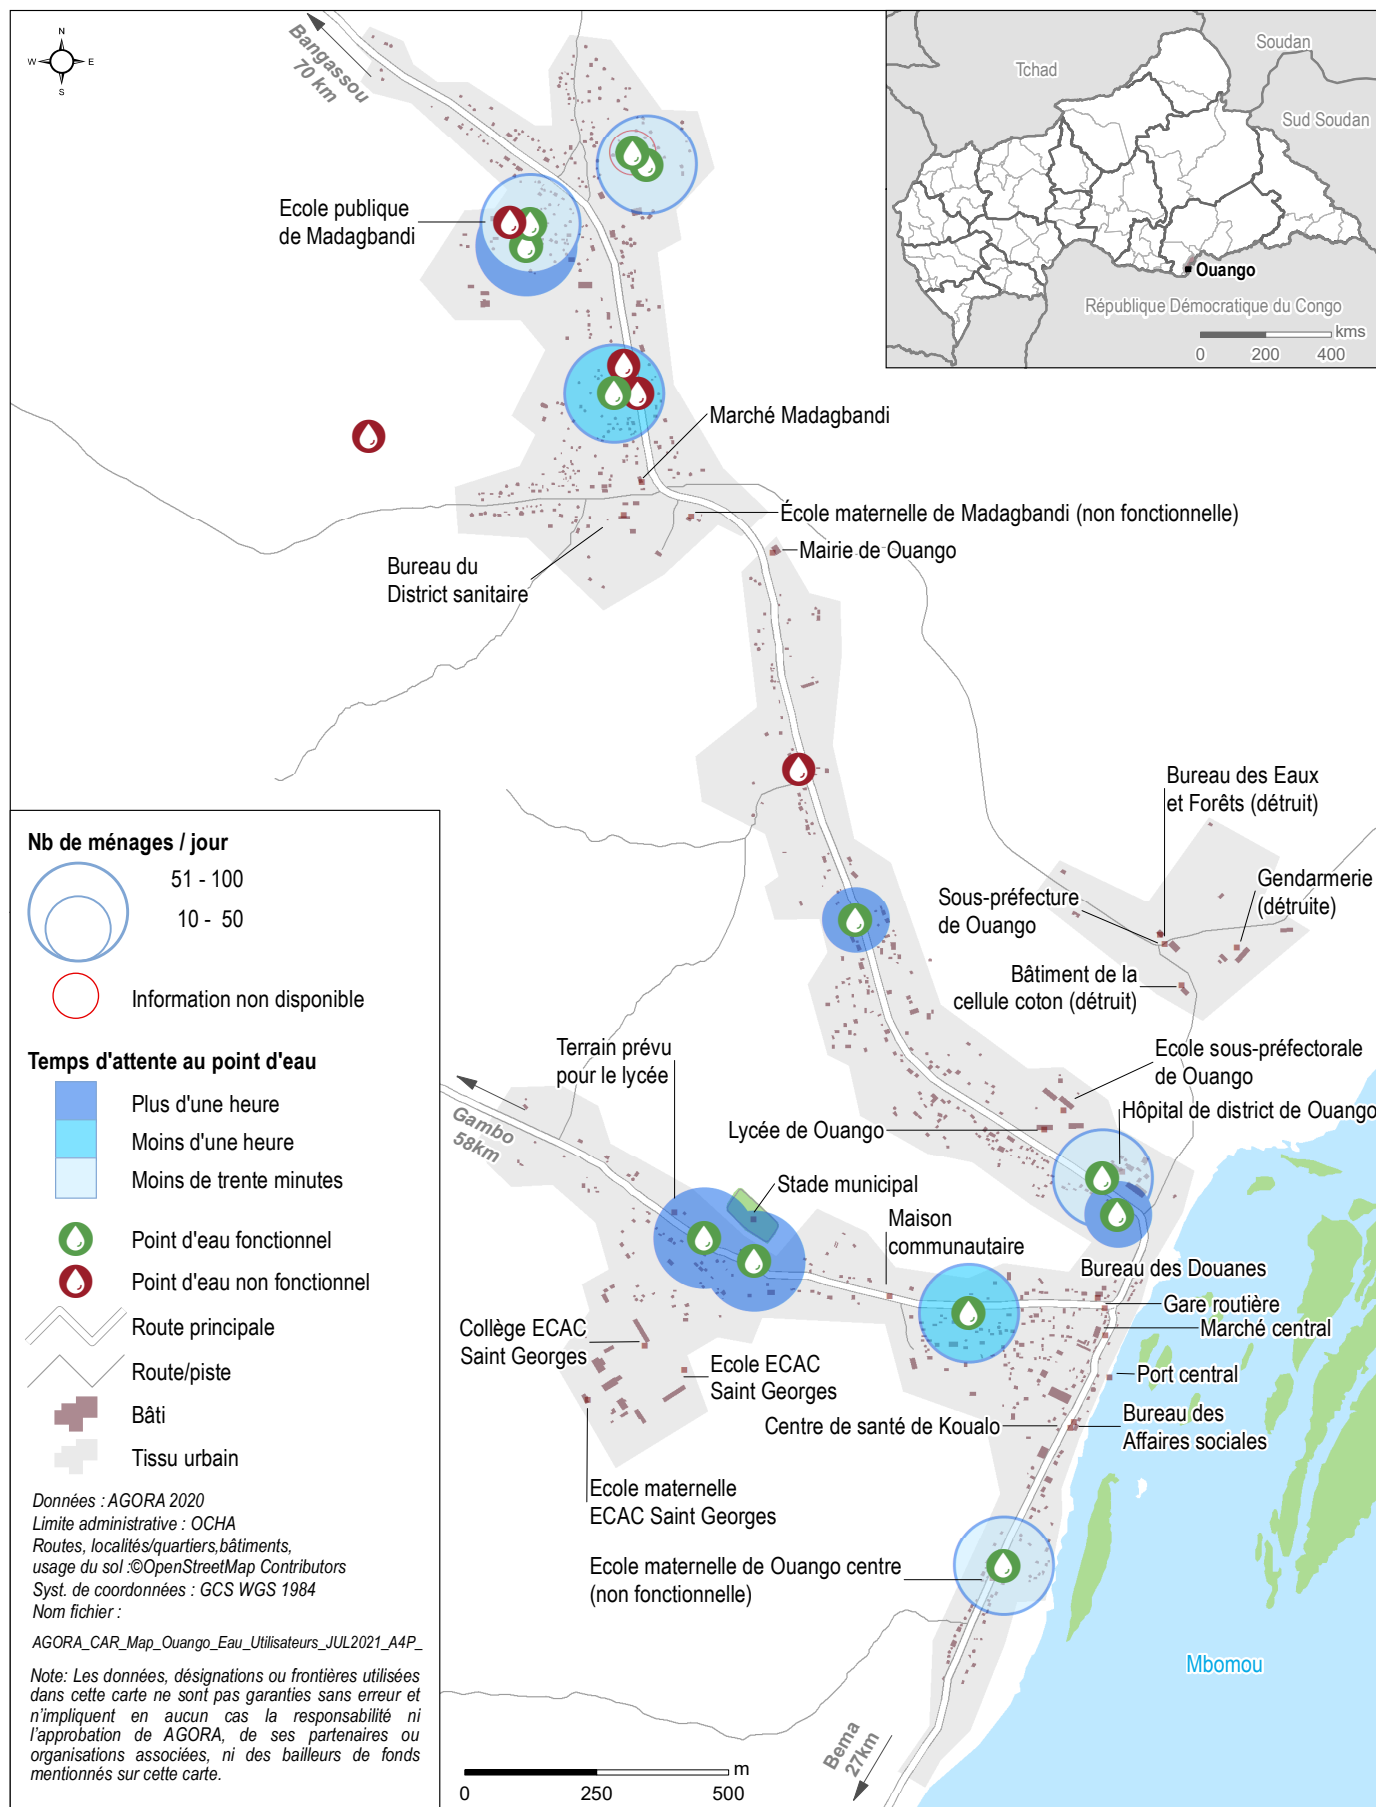 N
W
E
S
Bangassou
70 km
Soudan
Tchad
Sud Soudan
Ouango
République Démocratique du Congo
kms
0 200 400
Ecole publique
de Madagbandi
Marché Madagbandi
École maternelle de Madagbandi (non fonctionnelle)
Mairie de Ouango
Bureau du
District sanitaire
Bureau des Eaux
et Forêts (détruit)
Gendarmerie
(détruite)
Sous-préfecture
de Ouango
Bâtiment de la
cellule coton (détruit)
Terrain prévu
pour le lycée
Ecole sous-préfectorale
de Ouango
Hôpital de district de Ouango
Gambo
58km
Lycée de Ouango
Stade municipal
Maison
communautaire
Bureau des Douanes
Gare routière
Marché central
Collège ECAC
Saint Georges
Ecole ECAC
Saint Georges
Port central
Centre de santé de Koualo
Bureau des
Affaires sociales
Ecole maternelle
ECAC Saint Georges
Ecole maternelle de Ouango centre
(non fonctionnelle)
Mbomou
Bema
27km
m
0 250 500
Nb de ménages / jour
51 - 100
10 - 50
Information non disponible
Temps d'attente au point d'eau
Plus d'une heure
Moins d'une heure
Moins de trente minutes
Point d'eau fonctionnel
Point d'eau non fonctionnel
Route principale
Route/piste
Bâti
Tissu urbain
Données : AGORA 2020
Limite administrative : OCHA
Routes, localités/quartiers,bâtiments,
usage du sol :©OpenStreetMap Contributors
Syst. de coordonnées : GCS WGS 1984
Nom fichier :
AGORA_CAR_Map_Ouango_Eau_Utilisateurs_JUL2021_A4P_
Note: Les données, désignations ou frontières utilisées
dans cette carte ne sont pas garanties sans erreur et
n'impliquent en aucun cas la responsabilité ni
l'approbation de AGORA, de ses partenaires ou
organisations associées, ni des bailleurs de fonds
mentionnés sur cette carte.